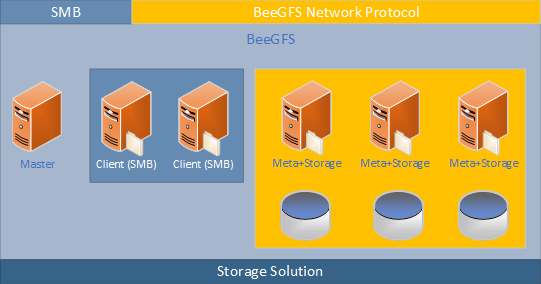 SMB
BeeGFS Network Protocol
BeeGFS
Master
Client (SMB)
Client (SMB)
Meta+Storage
Meta+Storage
Meta+Storage
Storage Solution